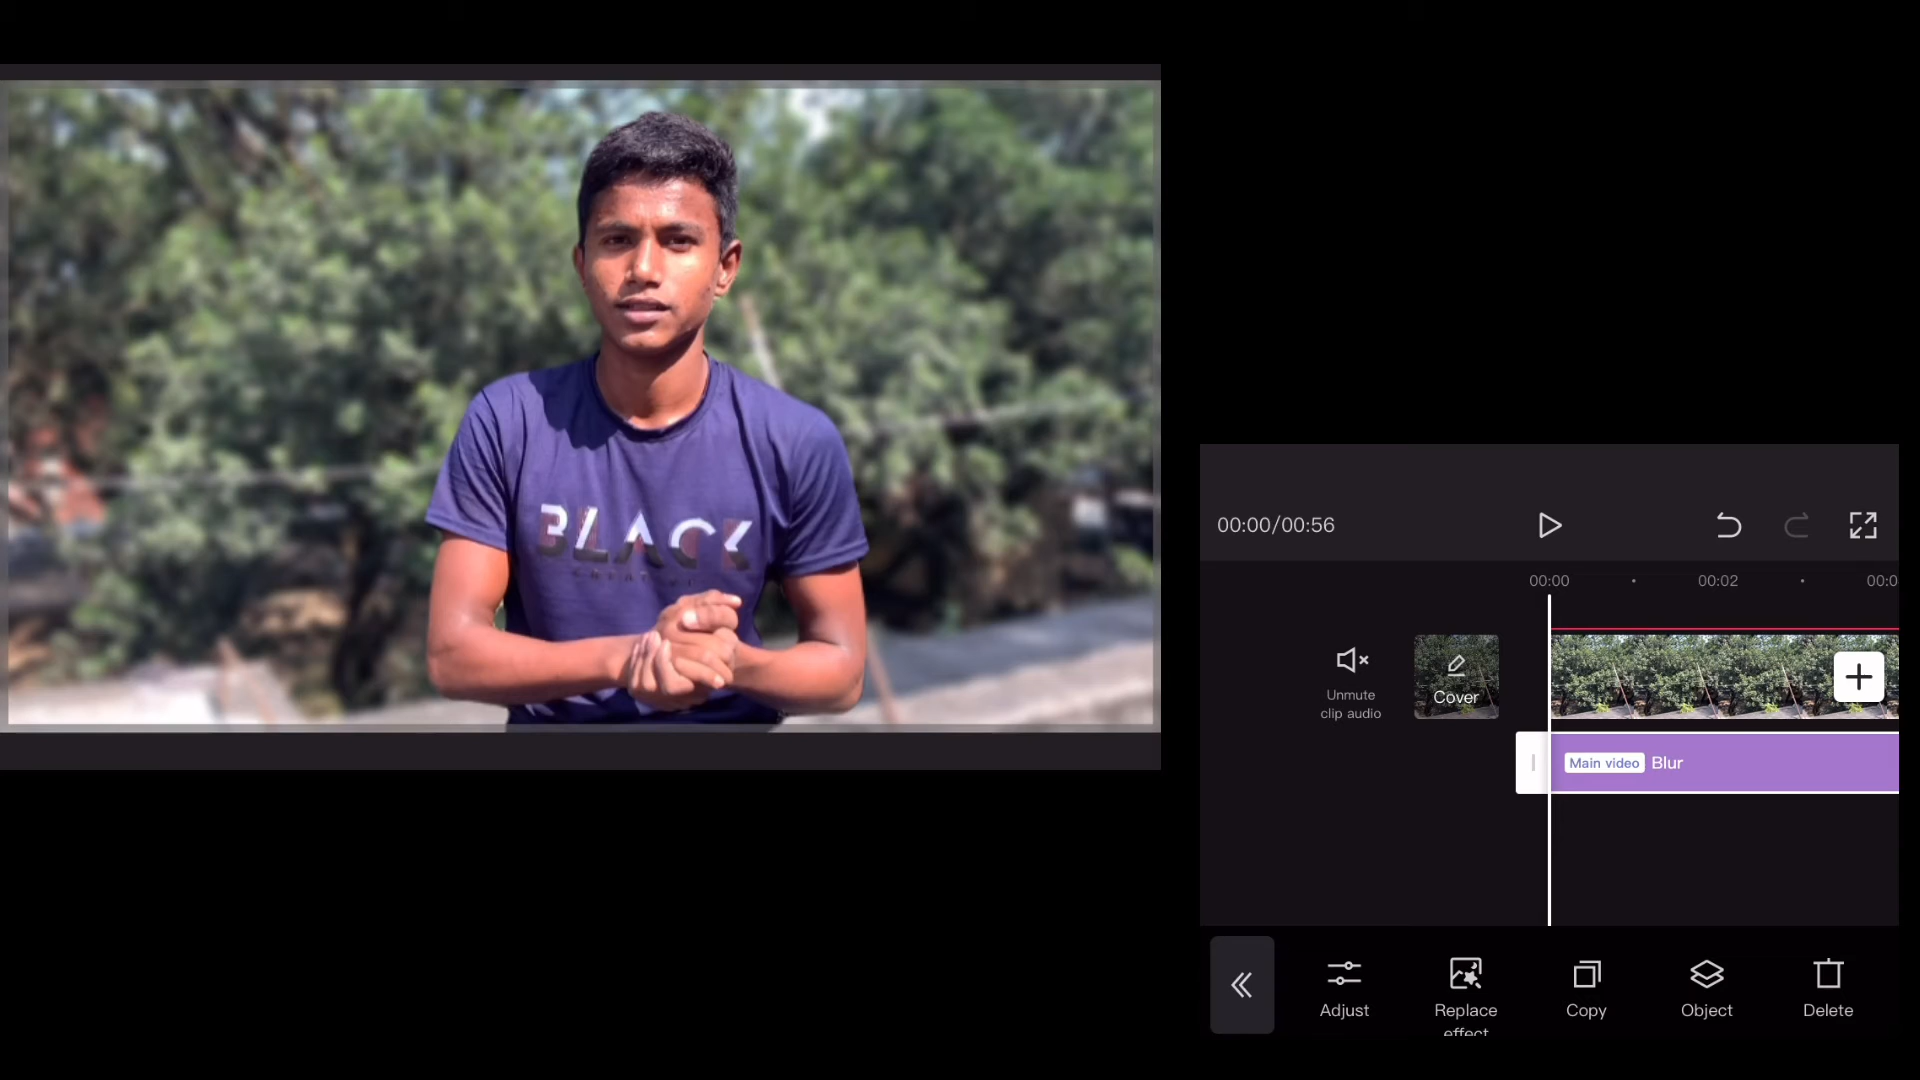 BLACK
00:00/00:56
00:00
00:02
00:0
Unmute
clip audio
Cover
Main video Blur
Adjust
Replace
effect
Copy
Object
Delete